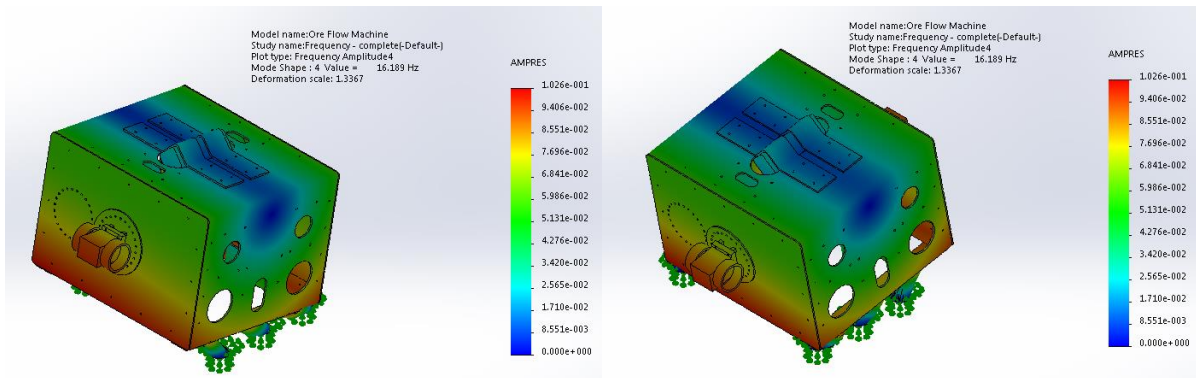 Model name:Ore Flow Machine
Study name:Frequency - complete(-Default-)
Plot type: Frequency Amplitude4
Mode Shape : 4 Value = 16.189 Hz
Deformation scale: 1.3367
AMPRES
1.026e-001
9.406e-002
8.551e-002
7.696e-002
6.841e-002
5.986e-002
5.131e-002
4.276e-002
3.420e-002
2.565e-002
1.710e-002
8.551e-003
0.000e+000
Model name:Ore Flow Machine
Study name:Frequency - complete(-Default-)
Plot type: Frequency Amplitude4
Mode Shape : 4 Value = 16.189 Hz
Deformation scale: 1.3367
AMPRES
1.026e-001
9.406e-002
8.551e-002
7.696e-002
6.841e-002
5.986e-002
5.131e-002
4.276e-002
3.420e-002
2.565e-002
1.710e-002
8.551e-003
0.000e+000